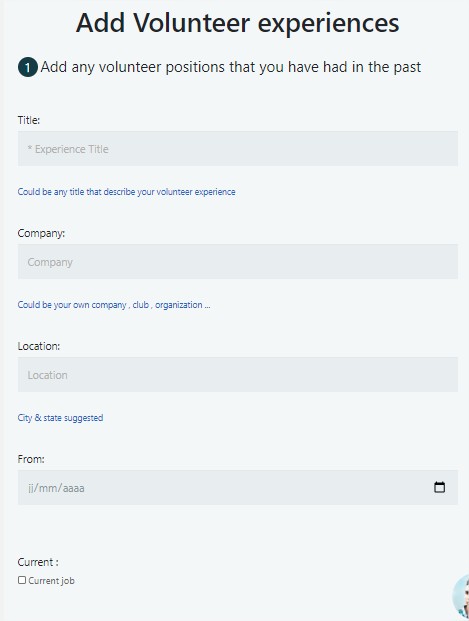 Add Volunteer experiences
1 Add any volunteer positions that you have had in the past
Title:
* Experience Title
Could be any title that describe your volunteer experience
Company:
Company
Could be your own company , club , organization ...
Location:
Location
City & state suggested
From:
jj/mm/aaaa
Current :
Current job